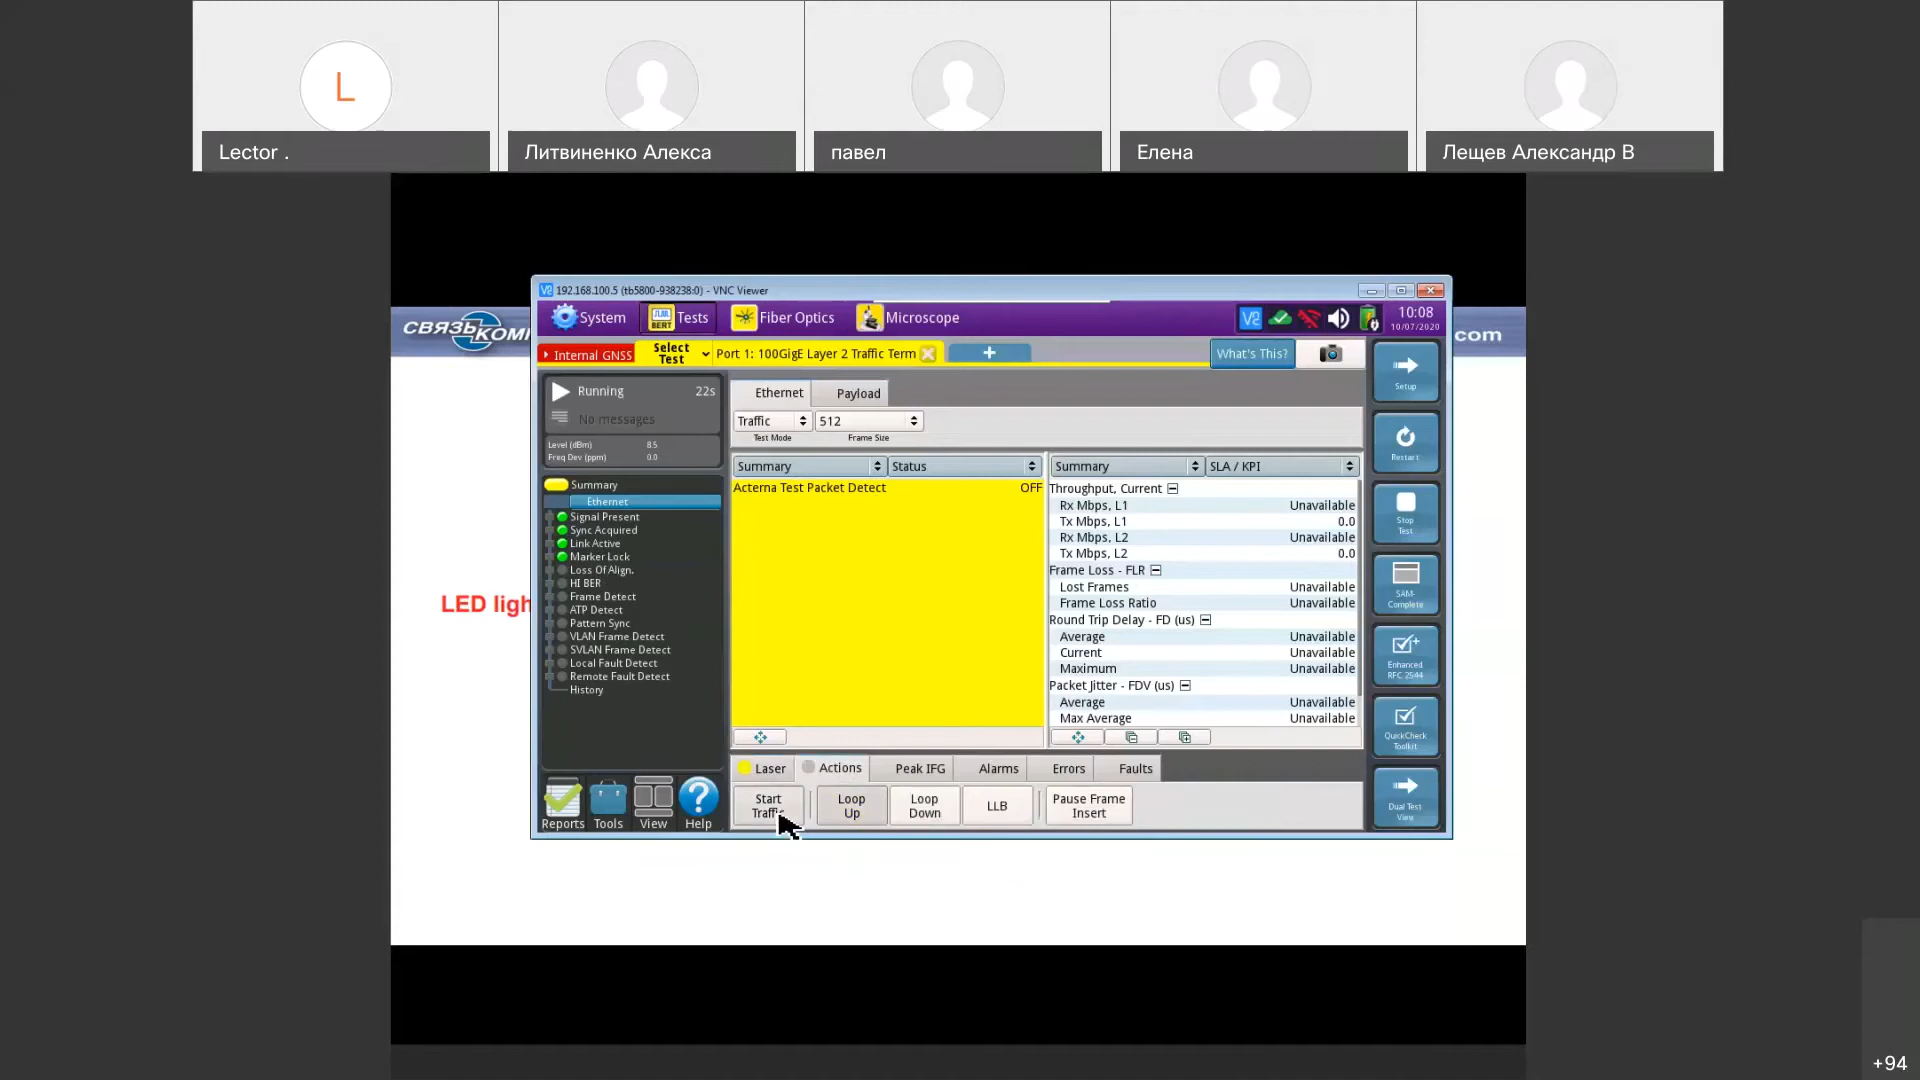 L
Lector .
Литвиненко Алекса
павел
Елена
Лещев Александр В
СВЯЗЬ
com
LED ligh
192.168.100.5 (tb5800-938238:0) - VNC Viewer
System
BERT
Tests
Fiber Optics
Microscope
10:08
10/07/2020
Internal GNSS
Select Test
Port 1: 100GigE Layer 2 Traffic Term
+
What's This?
Running
22s
No messages
Level (dBm) 8.5
Freq Dev (ppm) 0.0
Summary
Ethernet
Signal Present
Sync Acquired
Link Active
Marker Lock
Loss Of Align.
HI BER
Frame Detect
ATP Detect
Pattern Sync
VLAN Frame Detect
SVLAN Frame Detect
Local Fault Detect
Remote Fault Detect
History
Reports
Tools
View
Help
Ethernet
Payload
Traffic
512
Test Mode
Frame Size
Summary
Status
Acterna Test Packet Detect OFF
Summary
SLA / KPI
Throughput, Current
Rx Mbps, L1 Unavailable
Tx Mbps, L1 0.0
Rx Mbps, L2 Unavailable
Tx Mbps, L2 0.0
Frame Loss - FLR
Lost Frames Unavailable
Frame Loss Ratio Unavailable
Round Trip Delay - FD (us)
Average Unavailable
Current Unavailable
Maximum Unavailable
Packet Jitter - FDV (us)
Average Unavailable
Max Average Unavailable
Laser
Actions
Peak IFG
Alarms
Errors
Faults
Start
Traffic
Loop
Up
Loop
Down
LLB
Pause Frame
Insert
Setup
Restart
Stop
Test
SAM-
Complete
Enhanced
RFC 2544
QuickCheck
Toolkit
Dual Test
View
+94